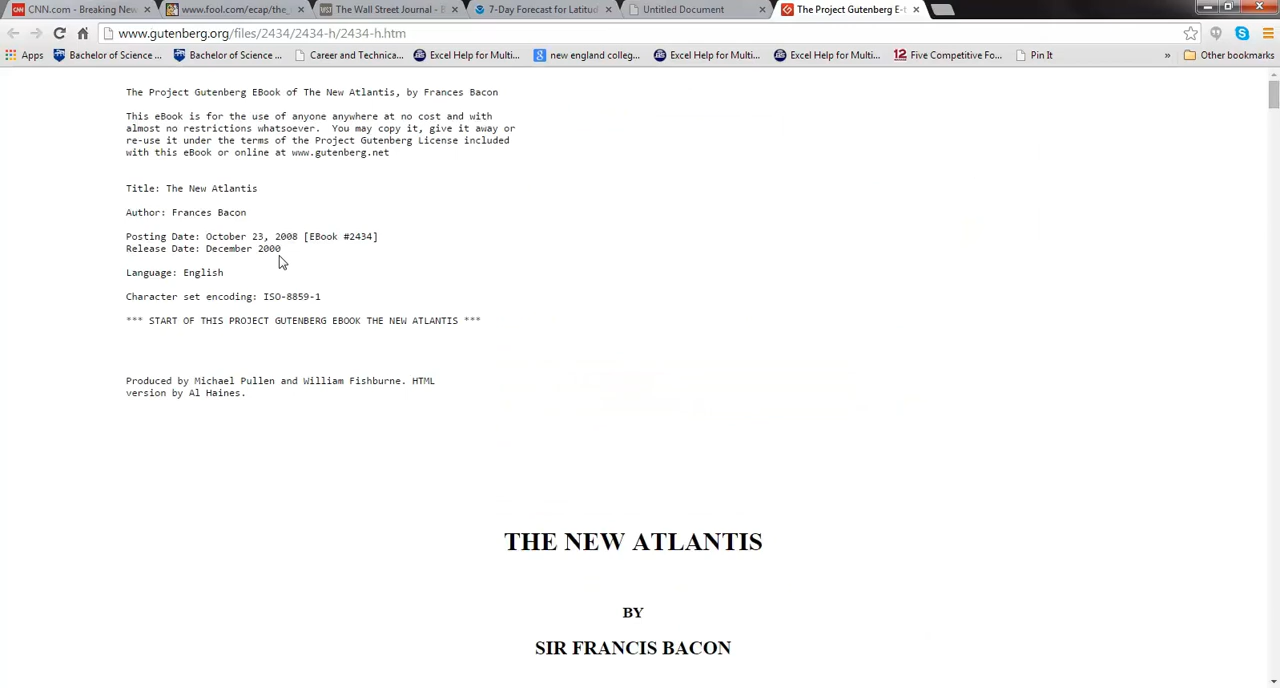 CNN.com - Breaking New
www.fool.com/ecap/the_
The Wall Street Journal - B
7-Day Forecast for Latitud
Untitled Document
The Project Gutenberg E-t
www.gutenberg.org/files/2434/2434-h/2434-h.htm
Apps
Bachelor of Science ...
Bachelor of Science ...
Career and Technica...
Excel Help for Multi...
new england colleg...
Excel Help for Multi...
Excel Help for Multi...
12 Five Competitive Fo...
Pin It
»
Other bookmarks
The Project Gutenberg EBook of The New Atlantis, by Frances Bacon
This eBook is for the use of anyone anywhere at no cost and with
almost no restrictions whatsoever.  You may copy it, give it away or
re-use it under the terms of the Project Gutenberg License included
with this eBook or online at www.gutenberg.net
Title: The New Atlantis
Author: Frances Bacon
Posting Date: October 23, 2008 [EBook #2434]
Release Date: December 2000
Language: English
Character set encoding: ISO-8859-1
*** START OF THIS PROJECT GUTENBERG EBOOK THE NEW ATLANTIS ***
Produced by Michael Pullen and William Fishburne. HTML
version by Al Haines.
THE NEW ATLANTIS
BY
SIR FRANCIS BACON